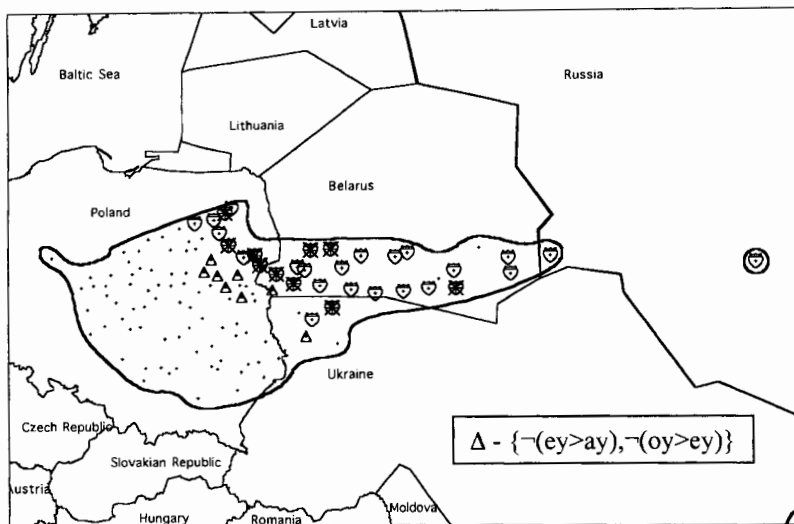 Latvia
Baltic Sea
Russia
Lithuania
Belarus
Poland
Ukraine
Czech Republic
Δ - {¬(ey>ay),¬(oy>ey)}
Slovakian Republic
Austria
Moldova
Hungary
Romania